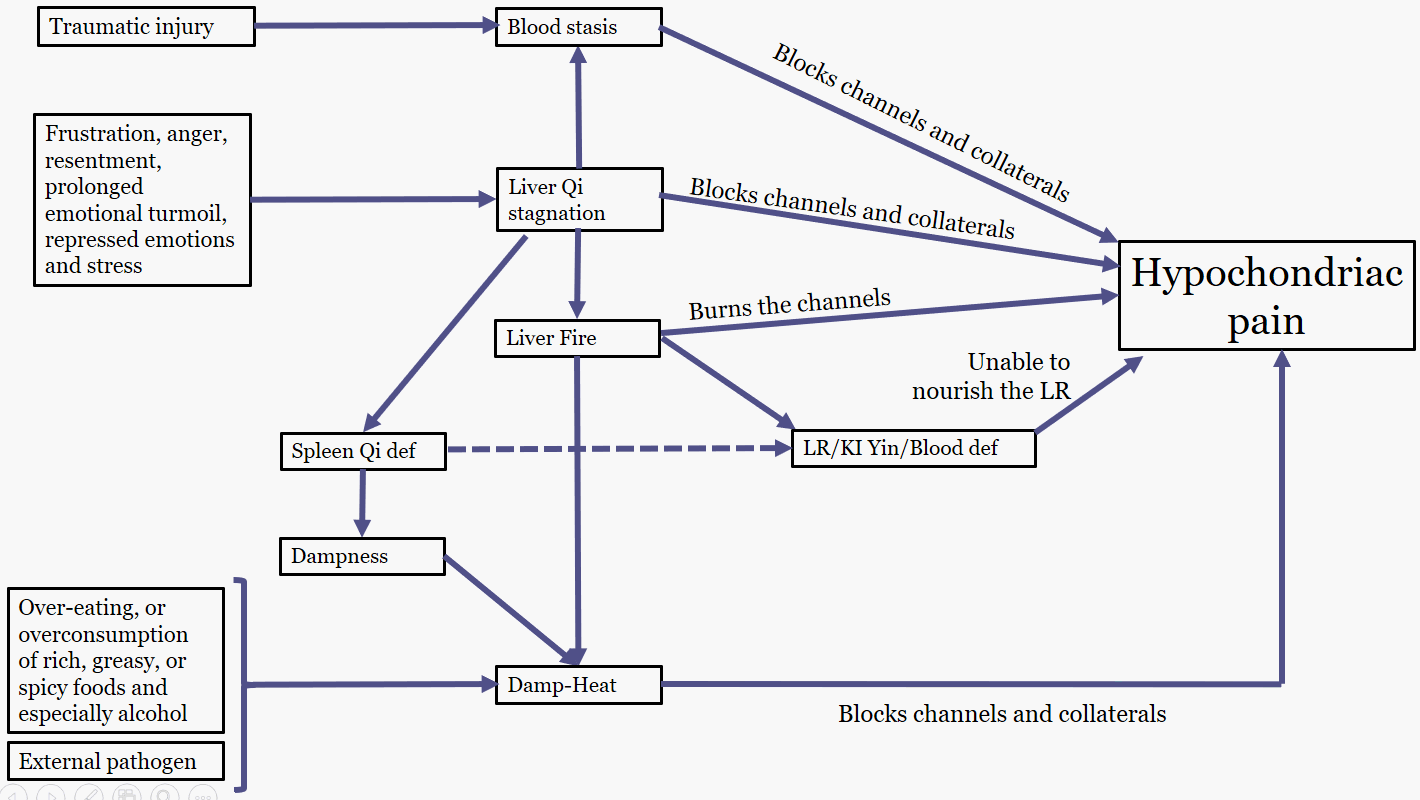 Traumatic injury
Blood stasis
Blocks channels and collaterals
Frustration, anger,
resentment,
prolonged
emotional turmoil,
repressed emotions
and stress
Liver Qi
stagnation
Blocks channels and collaterals
Hypochondriac
pain
Burns the channels
Liver Fire
Unable to
nourish the LR
Spleen Qi def
LR/KI Yin/Blood def
Dampness
Over-eating, or
overconsumption
of rich, greasy, or
spicy foods and
especially alcohol
Damp-Heat
Blocks channels and collaterals
External pathogen